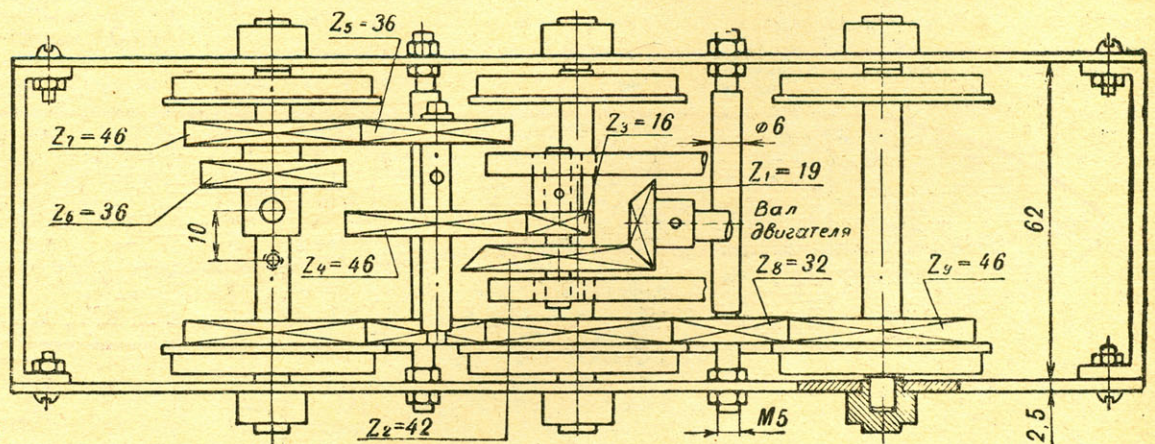 Z₅=36
Z₇=46
Z₃=16
⌀6
Z₁=19
Z₆=36
10
Вал
двигателя
62
Z₄=46
Z₈=32
Z₉=46
Z₂=42
M5
2,5